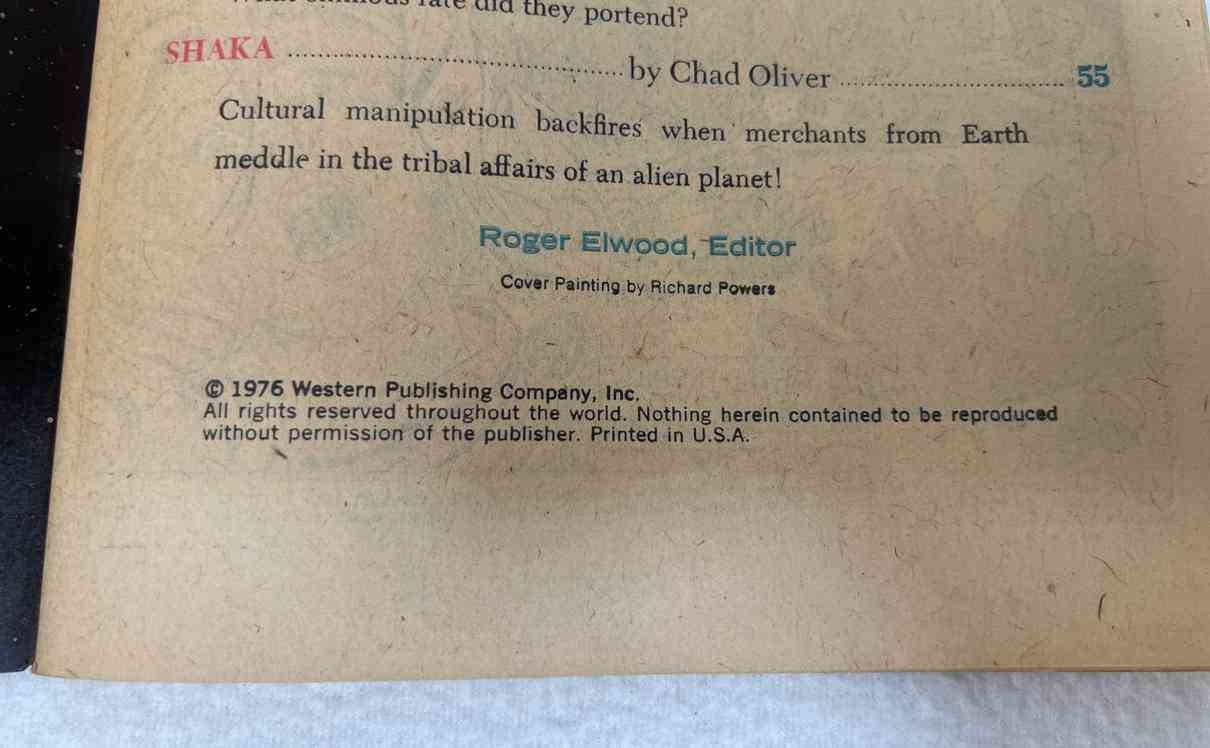 fate did they portend?
SHAKA .......................................... by Chad Oliver ............................ 55
Cultural manipulation backfires when merchants from Earth
meddle in the tribal affairs of an alien planet!
Roger Elwood, Editor
Cover Painting by Richard Powers
© 1976 Western Publishing Company, Inc.
All rights reserved throughout the world. Nothing herein contained to be reproduced
without permission of the publisher. Printed in U.S.A.